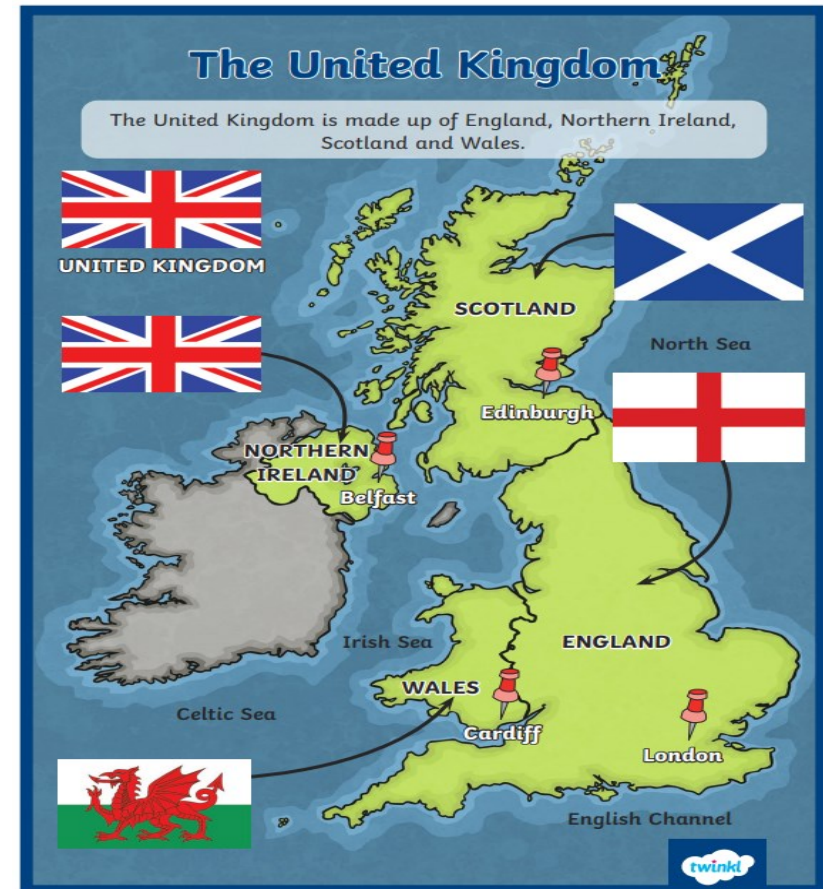 The United Kingdom
The United Kingdom is made up of England, Northern Ireland,
Scotland and Wales.
UNITED KINGDOM
SCOTLAND
North Sea
Edinburgh
NORTHERN
IRELAND
Belfast
Irish Sea
ENGLAND
WALES
Celtic Sea
Cardiff
London
English Channel
twinkl